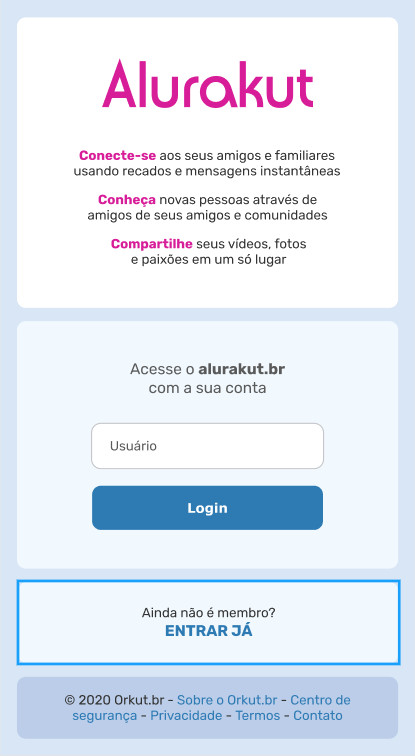 Alurakut
Conecte-se aos seus amigos e familiares
usando recados e mensagens instantâneas
Conheça novas pessoas através de
amigos de seus amigos e comunidades
Compartilhe seus vídeos, fotos
e paixões em um só lugar
Acesse o alurakut.br
com a sua conta
Usuário
Login
Ainda não é membro?
ENTRAR JÁ
© 2020 Orkut.br - Sobre o Orkut.br - Centro de
segurança - Privacidade - Termos - Contato